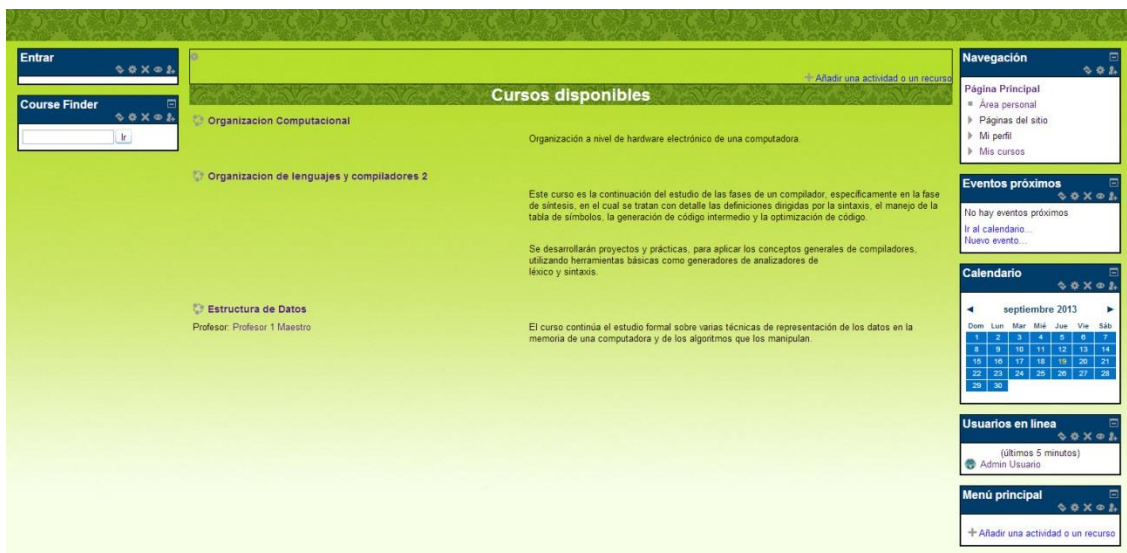 Entrar
Course Finder
Ir
Añadir una actividad o un recurso
Cursos disponibles
Organizacion Computacional
Organización a nivel de hardware electrónico de una computadora.
Organizacion de lenguajes y compiladores 2
Este curso es la continuación del estudio de las fases de un compilador, específicamente en la fase
de síntesis, en el cual se tratan con detalle las definiciones dirigidas por la sintaxis, el manejo de la
tabla de símbolos, la generación de código intermedio y la optimización de código.
Se desarrollarán proyectos y prácticas, para aplicar los conceptos generales de compiladores,
utilizando herramientas básicas como generadores de analizadores de
léxico y sintaxis.
Estructura de Datos
Profesor: Profesor 1 Maestro
El curso continúa el estudio formal sobre varias técnicas de representación de los datos en la
memoria de una computadora y de los algoritmos que los manipulan.
Navegación
Página Principal
Área personal
Páginas del sitio
Mi perfil
Mis cursos
Eventos próximos
No hay eventos próximos
Ir al calendario...
Nuevo evento...
Calendario
septiembre 2013
Dom Lun Mar Mié Jue Vie Sáb
1 2 3 4 5 6 7
8 9 10 11 12 13 14
15 16 17 18 19 20 21
22 23 24 25 26 27 28
29 30
Usuarios en línea
(últimos 5 minutos)
Admin Usuario
Menú principal
Añadir una actividad o un recurso